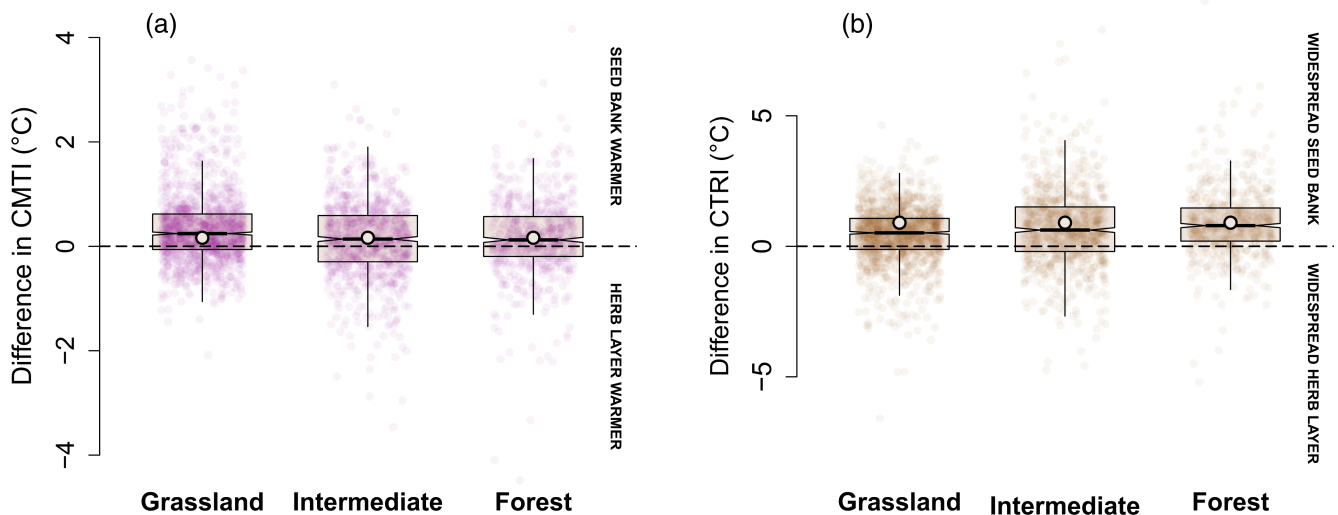 (a)
Difference in CMTI (°C)
4
2
0
−2
−4
SEED BANK WARMER
HERB LAYER WARMER
Grassland
Intermediate
Forest
(b)
Difference in CTRI (°C)
5
0
−5
WIDESPREAD SEED BANK
WIDESPREAD HERB LAYER
Grassland
Intermediate
Forest